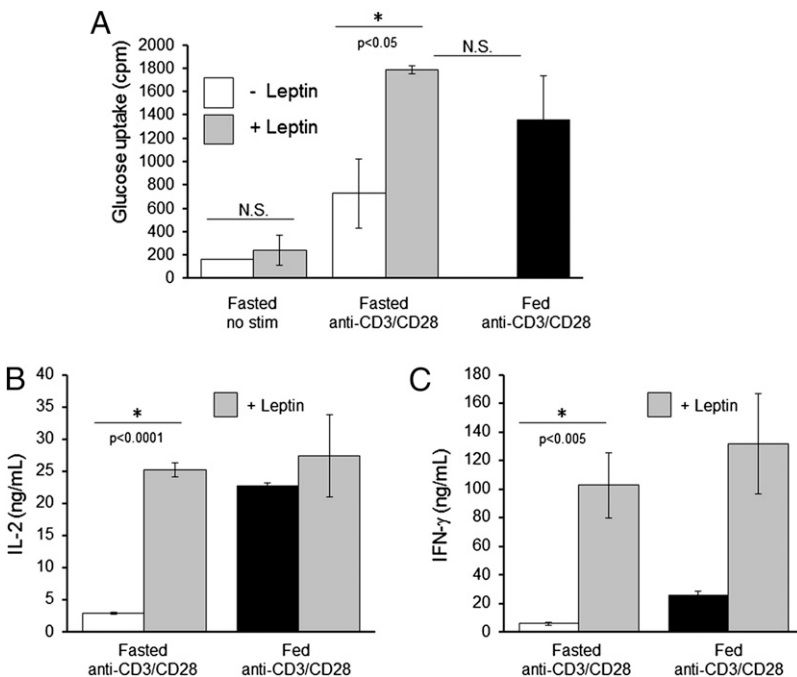 A
Glucose uptake (cpm)
2000
1800
1600
1400
1200
1000
800
600
400
200
0
- Leptin
+ Leptin
N.S.
*
p<0.05
N.S.
Fasted
no stim
Fasted
anti-CD3/CD28
Fed
anti-CD3/CD28
B
IL-2 (ng/mL)
40
35
30
25
20
15
10
5
0
*
p<0.0001
+ Leptin
Fasted
anti-CD3/CD28
Fed
anti-CD3/CD28
C
IFN-γ (ng/mL)
180
160
140
120
100
80
60
40
20
0
*
p<0.005
+ Leptin
Fasted
anti-CD3/CD28
Fed
anti-CD3/CD28